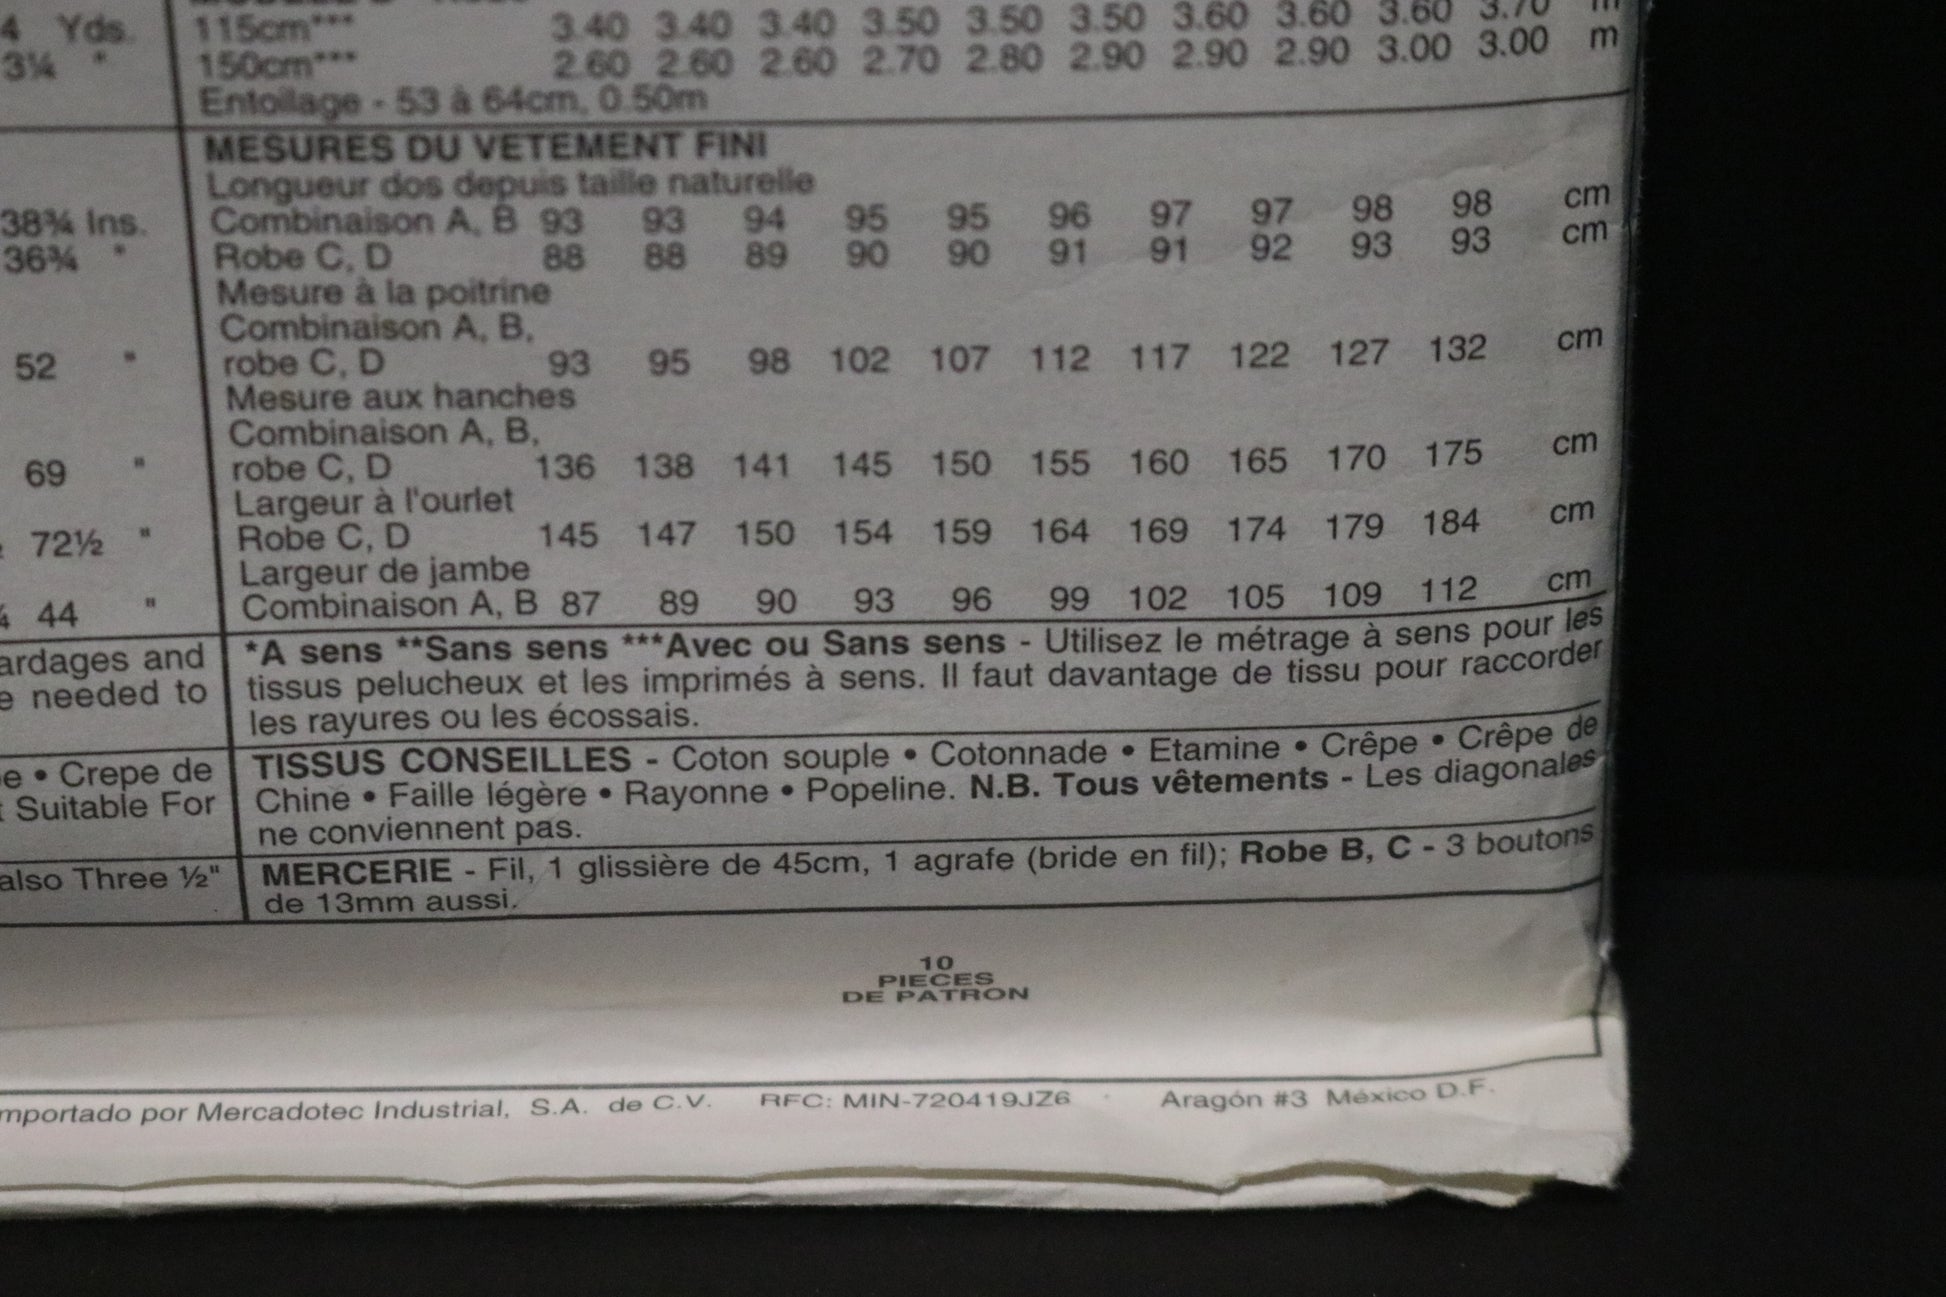 4 Yds.
3¼ "
38¾ Ins.
36¾ "
52 "
69 "
72½ "
44 "
ardages and
e needed to
e • Crepe de
Suitable For
also Three ½"
115cm*** 3.40 3.40 3.40 3.50 3.50 3.50 3.60 3.60 3.60 3.70 m
150cm*** 2.60 2.60 2.60 2.70 2.80 2.90 2.90 2.90 3.00 3.00 m
Entoilage - 53 à 64cm, 0.50m
MESURES DU VETEMENT FINI
Longueur dos depuis taille naturelle
Combinaison A, B 93 93 94 95 95 96 97 97 98 98 cm
Robe C, D 88 88 89 90 90 91 91 92 93 93 cm
Mesure à la poitrine
Combinaison A, B,
robe C, D 93 95 98 102 107 112 117 122 127 132 cm
Mesure aux hanches
Combinaison A, B,
robe C, D 136 138 141 145 150 155 160 165 170 175 cm
Largeur à l'ourlet
Robe C, D 145 147 150 154 159 164 169 174 179 184 cm
Largeur de jambe
Combinaison A, B 87 89 90 93 96 99 102 105 109 112 cm
*A sens **Sans sens ***Avec ou Sans sens - Utilisez le métrage à sens pour les
tissus pelucheux et les imprimés à sens. Il faut davantage de tissu pour raccorder
les rayures ou les écossais.
TISSUS CONSEILLES - Coton souple • Cotonnade • Etamine • Crêpe • Crêpe de
Chine • Faille légère • Rayonne • Popeline. N.B. Tous vêtements - Les diagonales
ne conviennent pas.
MERCERIE - Fil, 1 glissière de 45cm, 1 agrafe (bride en fil); Robe B, C - 3 boutons
de 13mm aussi.
10
PIECES
DE PATRON
mportado por Mercadotec Industrial, S.A. de C.V. RFC: MIN-720419JZ6 Aragón #3 México D.F.